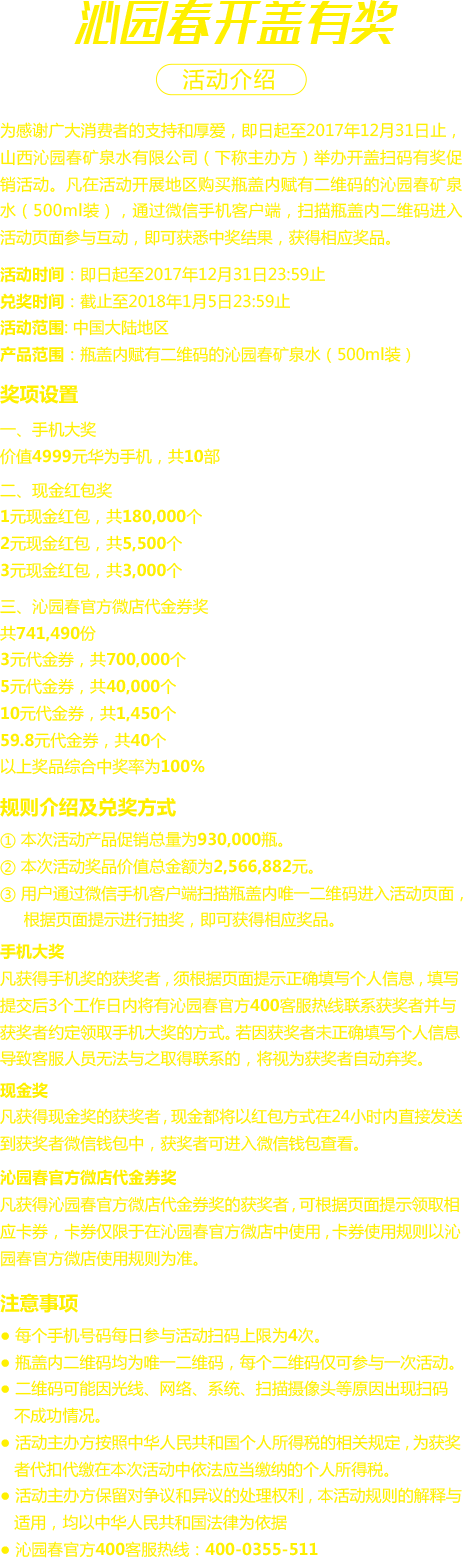 沁园春开盖有奖
活动介绍
为感谢广大消费者的支持和厚爱，即日起至2017年12月31日止，
山西沁园春矿泉水有限公司（下称主办方）举办开盖扫码有奖促
销活动。凡在活动开展地区购买瓶盖内赋有二维码的沁园春矿泉
水（500ml装），通过微信手机客户端，扫描瓶盖内二维码进入
活动页面参与互动，即可获悉中奖结果，获得相应奖品。
活动时间：即日起至2017年12月31日23:59止
兑奖时间：截止至2018年1月5日23:59止
活动范围: 中国大陆地区
产品范围：瓶盖内赋有二维码的沁园春矿泉水（500ml装）
奖项设置
一、手机大奖
价值4999元华为手机，共10部
二、现金红包奖
1元现金红包，共180,000个
2元现金红包，共5,500个
3元现金红包，共3,000个
三、沁园春官方微店代金券奖
共741,490份
3元代金券，共700,000个
5元代金券，共40,000个
10元代金券，共1,450个
59.8元代金券，共40个
以上奖品综合中奖率为100%
规则介绍及兑奖方式
① 本次活动产品促销总量为930,000瓶。
② 本次活动奖品价值总金额为2,566,882元。
③ 用户通过微信手机客户端扫描瓶盖内唯一二维码进入活动页面，
根据页面提示进行抽奖，即可获得相应奖品。
手机大奖
凡获得手机奖的获奖者，须根据页面提示正确填写个人信息，填写
提交后3个工作日内将有沁园春官方400客服热线联系获奖者并与
获奖者约定领取手机大奖的方式。若因获奖者未正确填写个人信息
导致客服人员无法与之取得联系的，将视为获奖者自动弃奖。
现金奖
凡获得现金奖的获奖者，现金都将以红包方式在24小时内直接发送
到获奖者微信钱包中，获奖者可进入微信钱包查看。
沁园春官方微店代金券奖
凡获得沁园春官方微店代金券奖的获奖者，可根据页面提示领取相
应卡券，卡券仅限于在沁园春官方微店中使用，卡券使用规则以沁
园春官方微店使用规则为准。
注意事项
● 每个手机号码每日参与活动扫码上限为4次。
● 瓶盖内二维码均为唯一二维码，每个二维码仅可参与一次活动。
● 二维码可能因光线、网络、系统、扫描摄像头等原因出现扫码
不成功情况。
● 活动主办方按照中华人民共和国个人所得税的相关规定，为获奖
者代扣代缴在本次活动中依法应当缴纳的个人所得税。
● 活动主办方保留对争议和异议的处理权利，本活动规则的解释与
适用，均以中华人民共和国法律为依据
● 沁园春官方400客服热线：400-0355-511